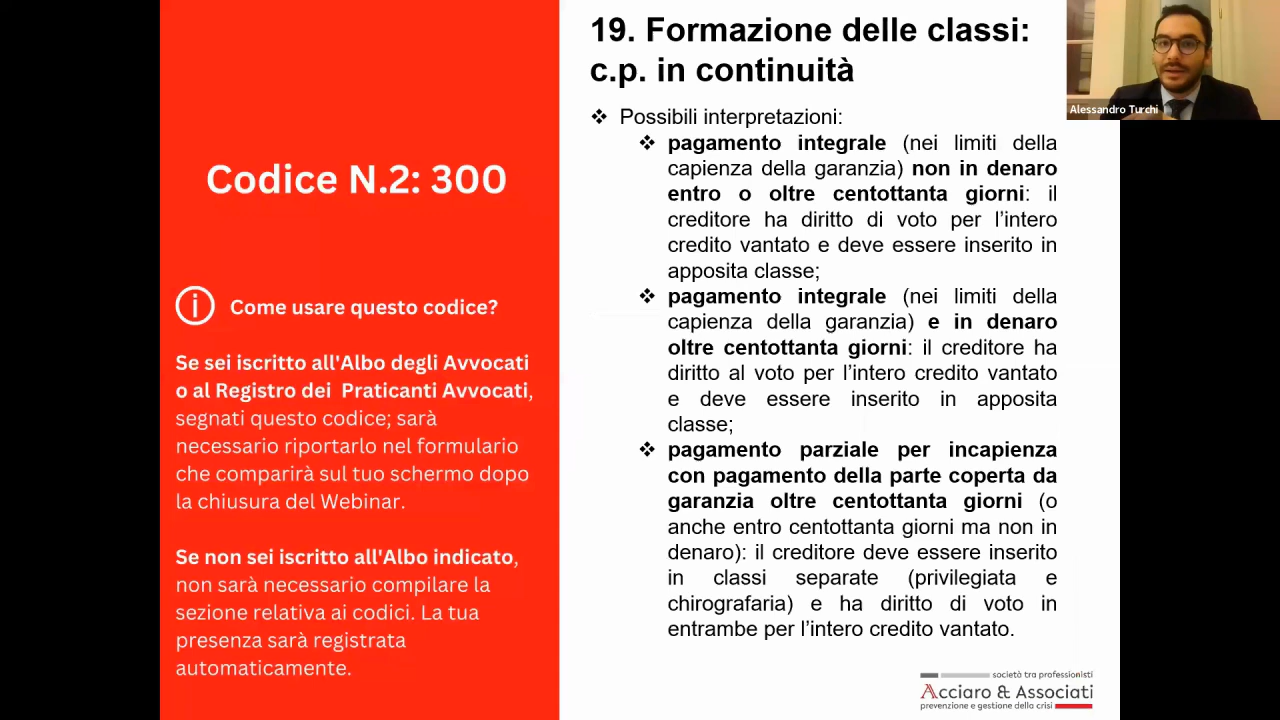 Codice N.2: 300
i Come usare questo codice?
Se sei iscritto all'Albo degli Avvocati
o al Registro dei Praticanti Avvocati,
segnati questo codice; sarà
necessario riportarlo nel formulario
che comparirà sul tuo schermo dopo
la chiusura del Webinar.
Se non sei iscritto all'Albo indicato,
non sarà necessario compilare la
sezione relativa ai codici. La tua
presenza sarà registrata
automaticamente.
19. Formazione delle classi:
c.p. in continuità
❖ Possibili interpretazioni:
❖ pagamento integrale (nei limiti della
capienza della garanzia) non in denaro
entro o oltre centottanta giorni: il
creditore ha diritto di voto per l’intero
credito vantato e deve essere inserito in
apposita classe;
❖ pagamento integrale (nei limiti della
capienza della garanzia) e in denaro
oltre centottanta giorni: il creditore ha
diritto al voto per l’intero credito vantato
e deve essere inserito in apposita
classe;
❖ pagamento parziale per incapienza
con pagamento della parte coperta da
garanzia oltre centottanta giorni (o
anche entro centottanta giorni ma non in
denaro): il creditore deve essere inserito
in classi separate (privilegiata e
chirografaria) e ha diritto di voto in
entrambe per l’intero credito vantato.
Alessandro Turchi
società tra professionisti
Acciaro & Associati
prevenzione e gestione della crisi